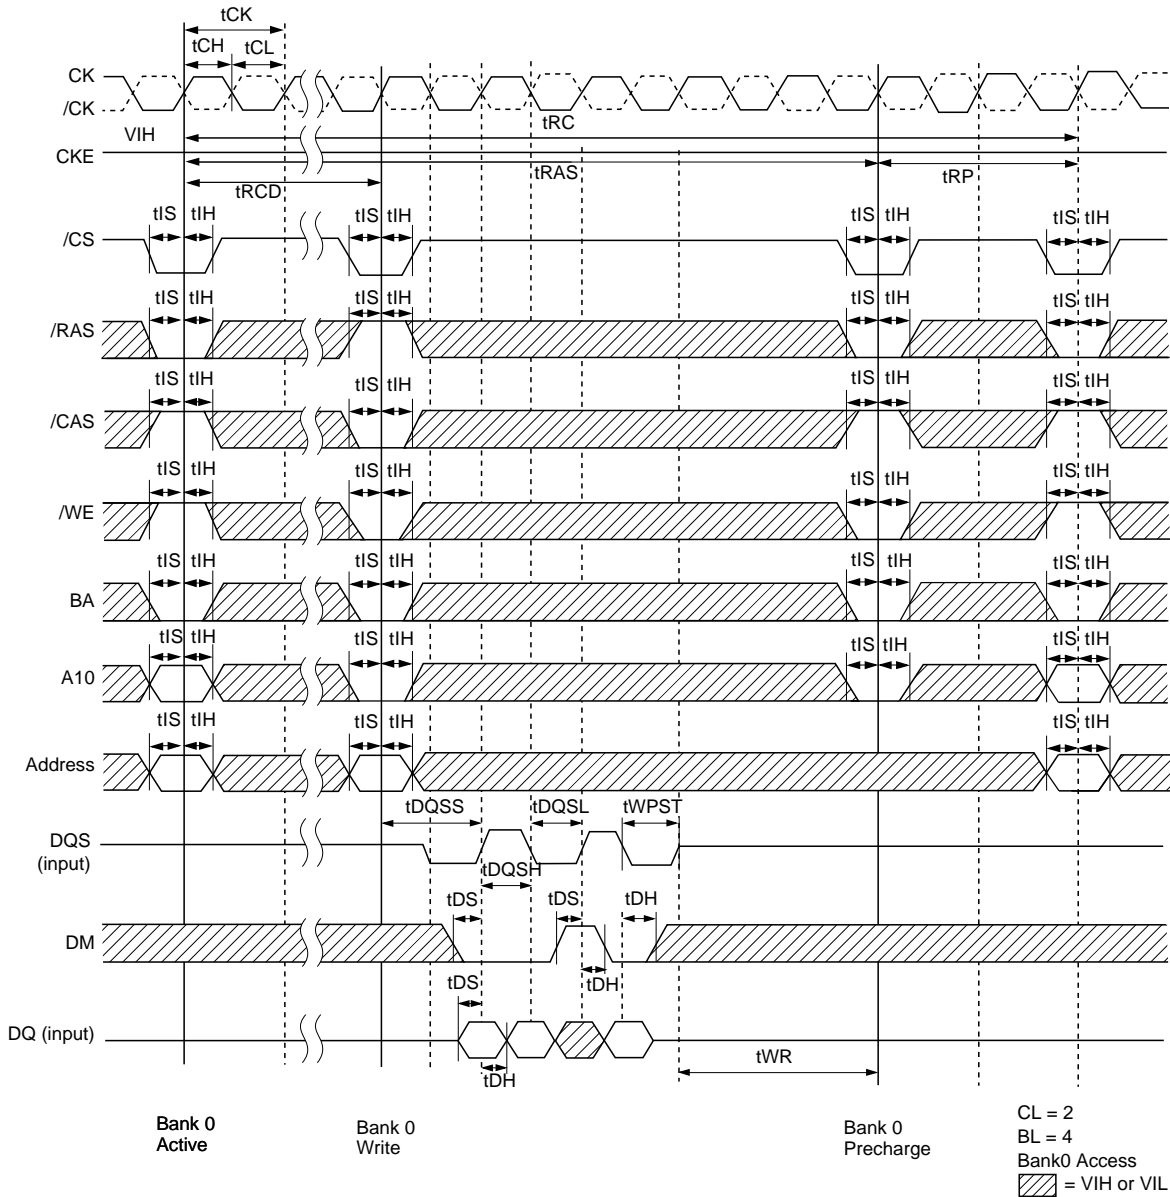 tCK
tCH tCL
CK
/CK
tRC
VIH
CKE
tRAS tRP
tRCD
tIS tIH tIS tIH tIS tIH tIS tIH
/CS
tIS tIH tIS tIH tIS tIH tIS tIH
/RAS
tIS tIH tIS tIH tIS tIH tIS tIH
/CAS
tIS tIH tIS tIH tIS tIH tIS tIH
/WE
tIS tIH tIS tIH tIS tIH tIS tIH
BA
tIS tIH tIS tIH tIS tIH tIS tIH
A10
tIS tIH tIS tIH tIS tIH
Address
tDQSS tDQSL tWPST
DQS
(input)
tDQSH
tDS tDS tDH
DM
tDS tDH
DQ (input)
tDH
tWR
Bank 0
Active
Bank 0
Write
Bank 0
Precharge
CL = 2
BL = 4
Bank0 Access
= VIH or VIL